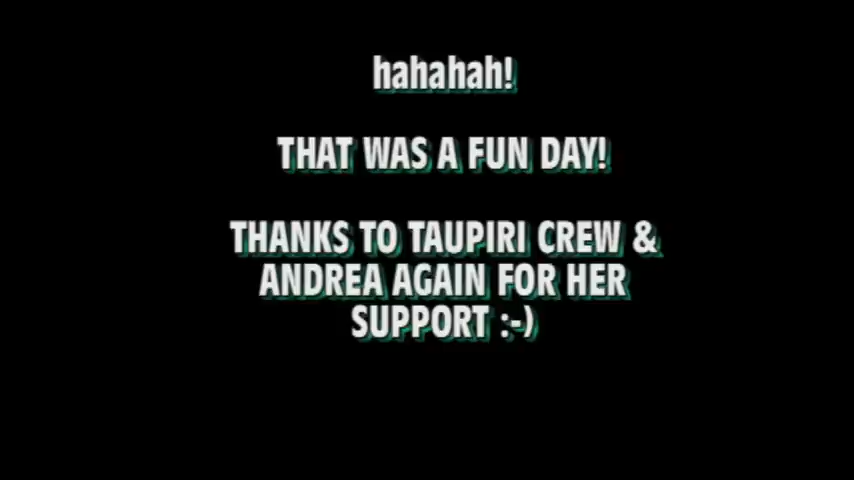 hahahah!
THAT WAS A FUN DAY!
THANKS TO TAUPIRI CREW &
ANDREA AGAIN FOR HER
SUPPORT :-)